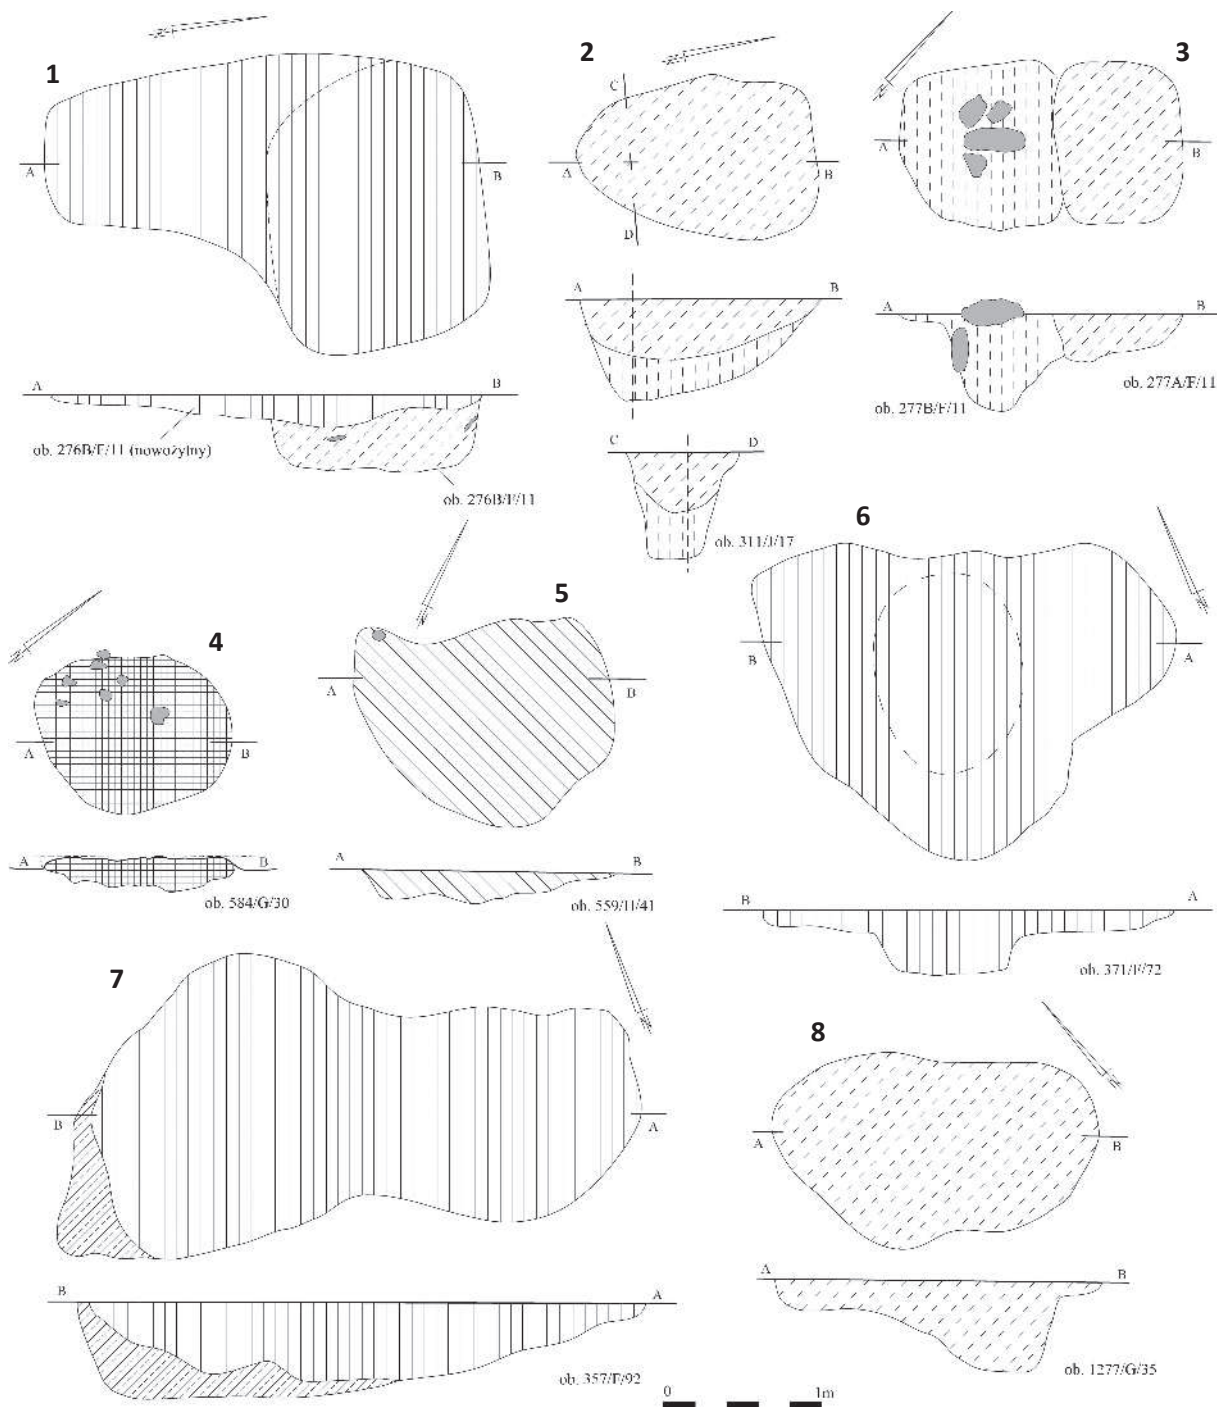 1
A
B
A
B
ob. 276B/F/11 (nowożytny)
ob. 276B/F/11
2
C
A
B
D
A
B
C
D
ob. 311/J/17
3
A
B
A
B
ob. 277A/F/11
ob. 277B/F/11
4
A
B
A
B
ob. 584/G/30
5
A
B
A
B
ob. 559/H/41
6
B
A
B
A
ob. 371/F/72
7
B
A
B
A
ob. 357/F/92
8
A
B
A
B
ob. 1277/G/35
0 1m